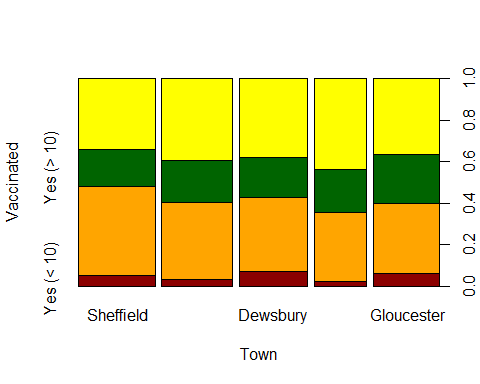 Vaccinated
Yes (> 10)
Yes (< 10)
1.0
0.8
0.6
0.4
0.2
0.0
Sheffield Dewsbury Gloucester
Town